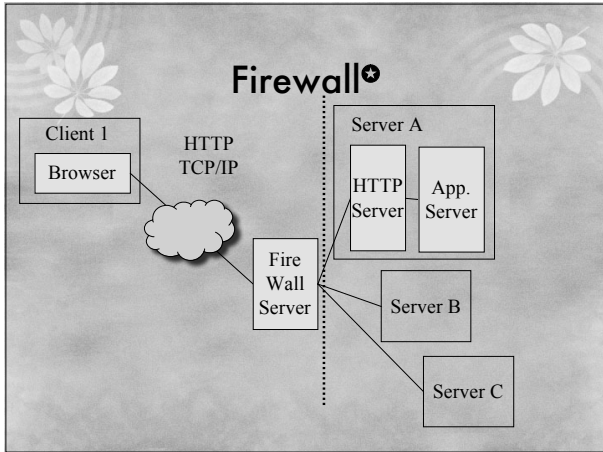 Firewall
Client 1
Browser
HTTP
TCP/IP
Server A
HTTP
Server
App.
Server
Fire
Wall
Server
Server B
Server C